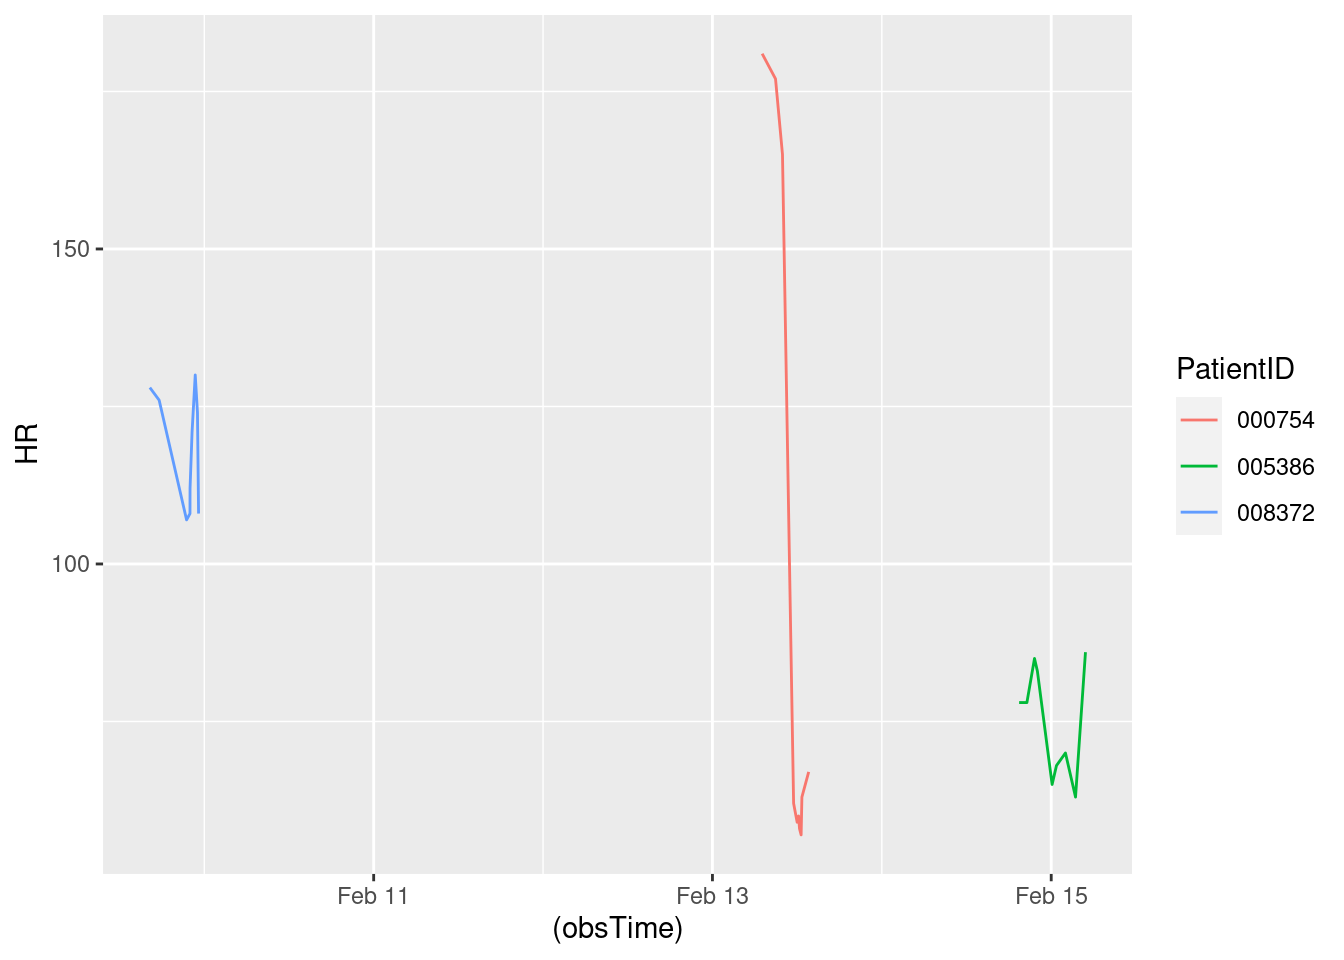 HR
150
100
Feb 11
Feb 13
Feb 15
(obsTime)
PatientID
000754
005386
008372